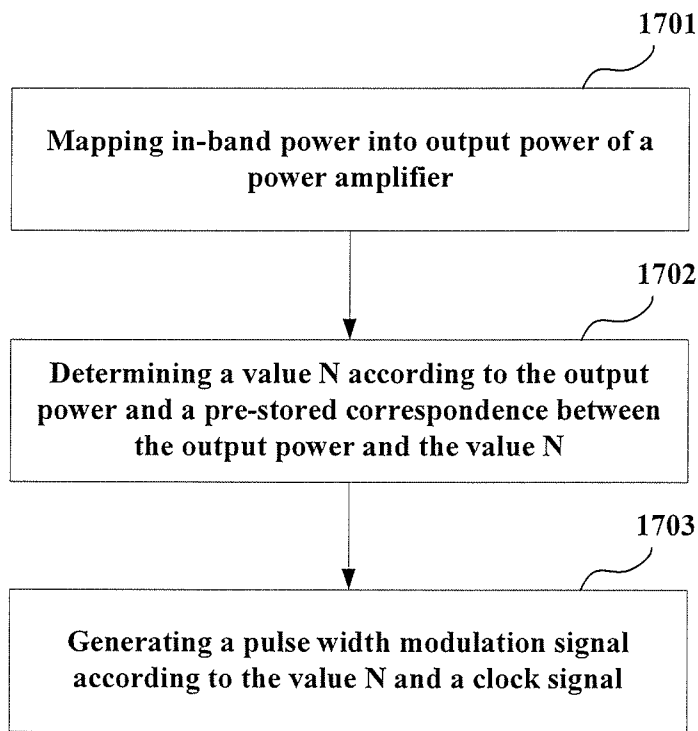 1701
Mapping in-band power into output power of a
power amplifier
1702
Determining a value N according to the output
power and a pre-stored correspondence between
the output power and the value N
1703
Generating a pulse width modulation signal
according to the value N and a clock signal